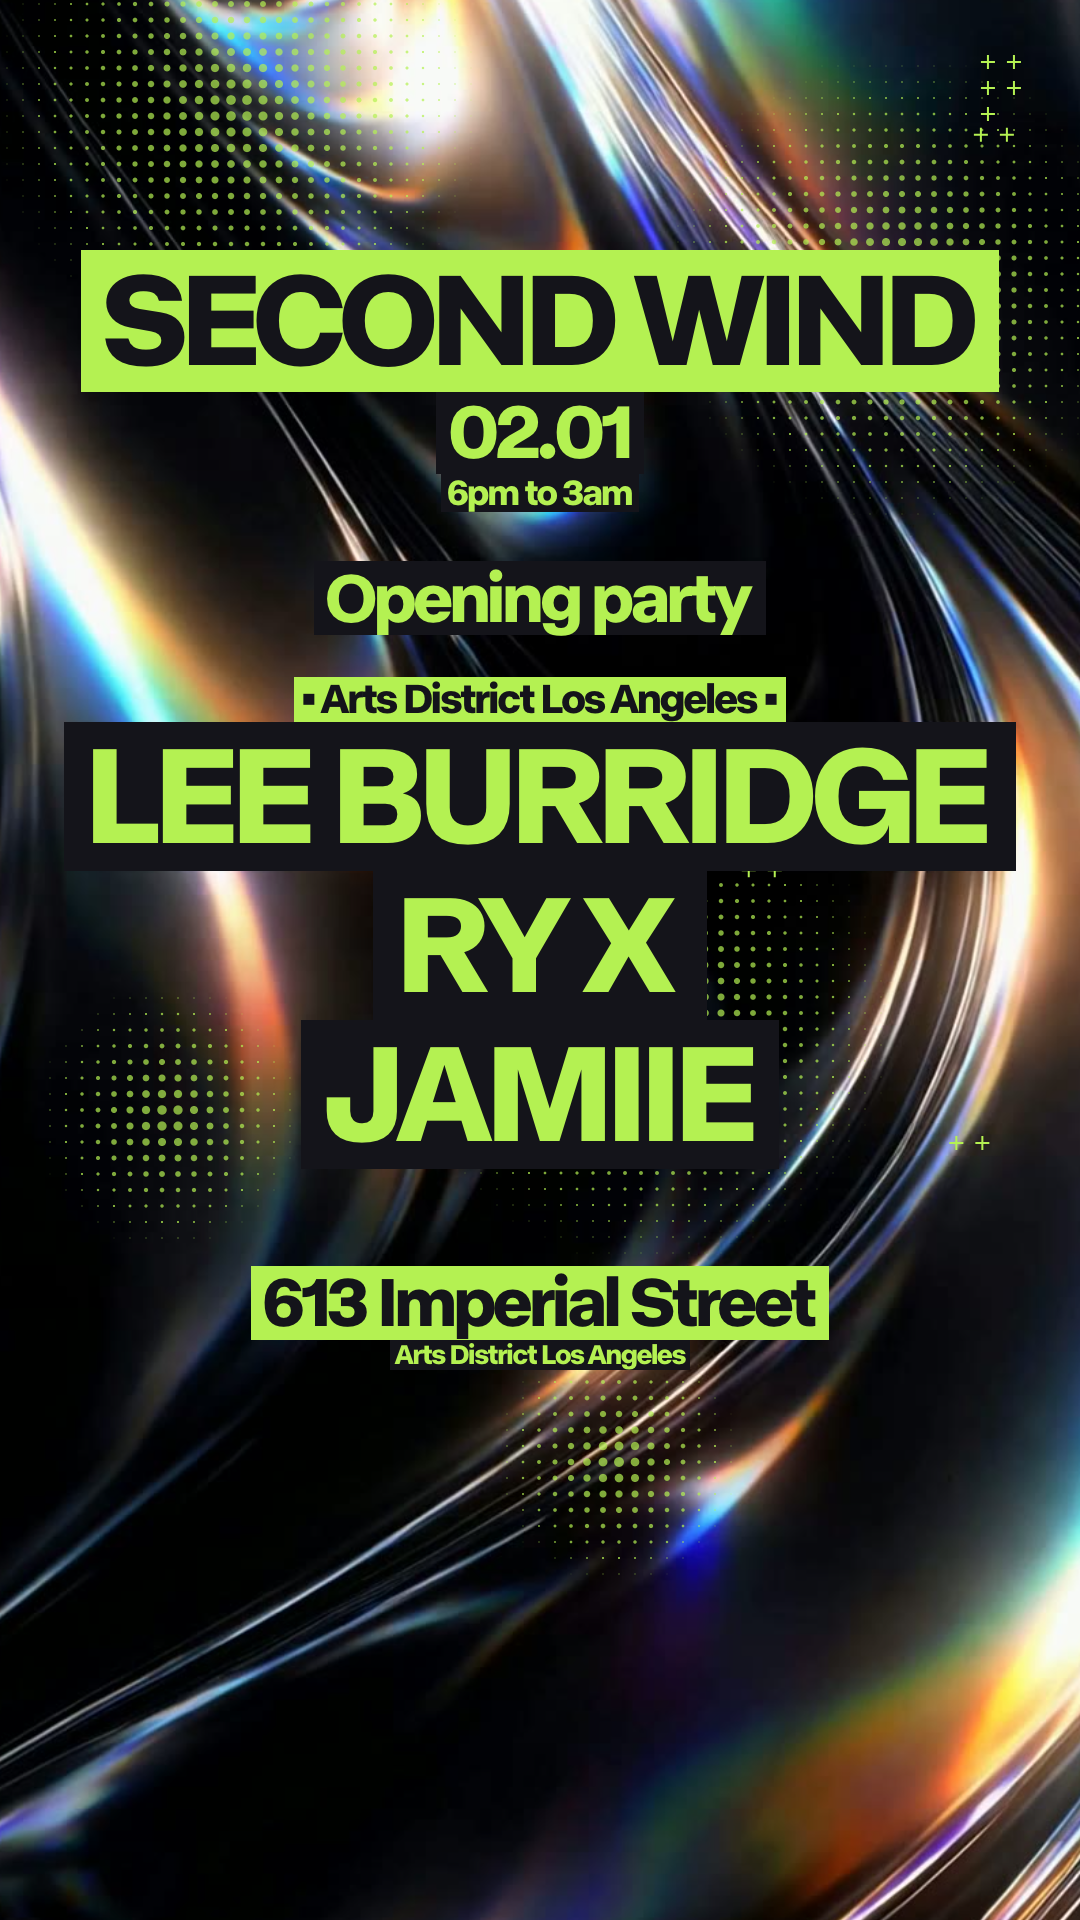 SECOND WIND
02.01
6pm to 3am
Opening party
▪ Arts District Los Angeles ▪
LEE BURRIDGE
RY X
JAMIIE
613 Imperial Street
Arts District Los Angeles